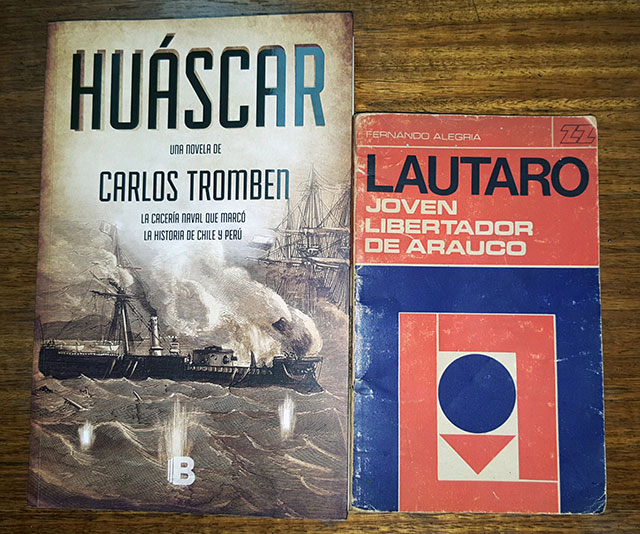 HUÁSCAR
UNA NOVELA DE
CARLOS TROMBEN
LA CACERÍA NAVAL QUE MARCÓ
LA HISTORIA DE CHILE Y PERÚ
B
FERNANDO ALEGRIA
ZZ
LAUTARO
JOVEN
LIBERTADOR
DE ARAUCO